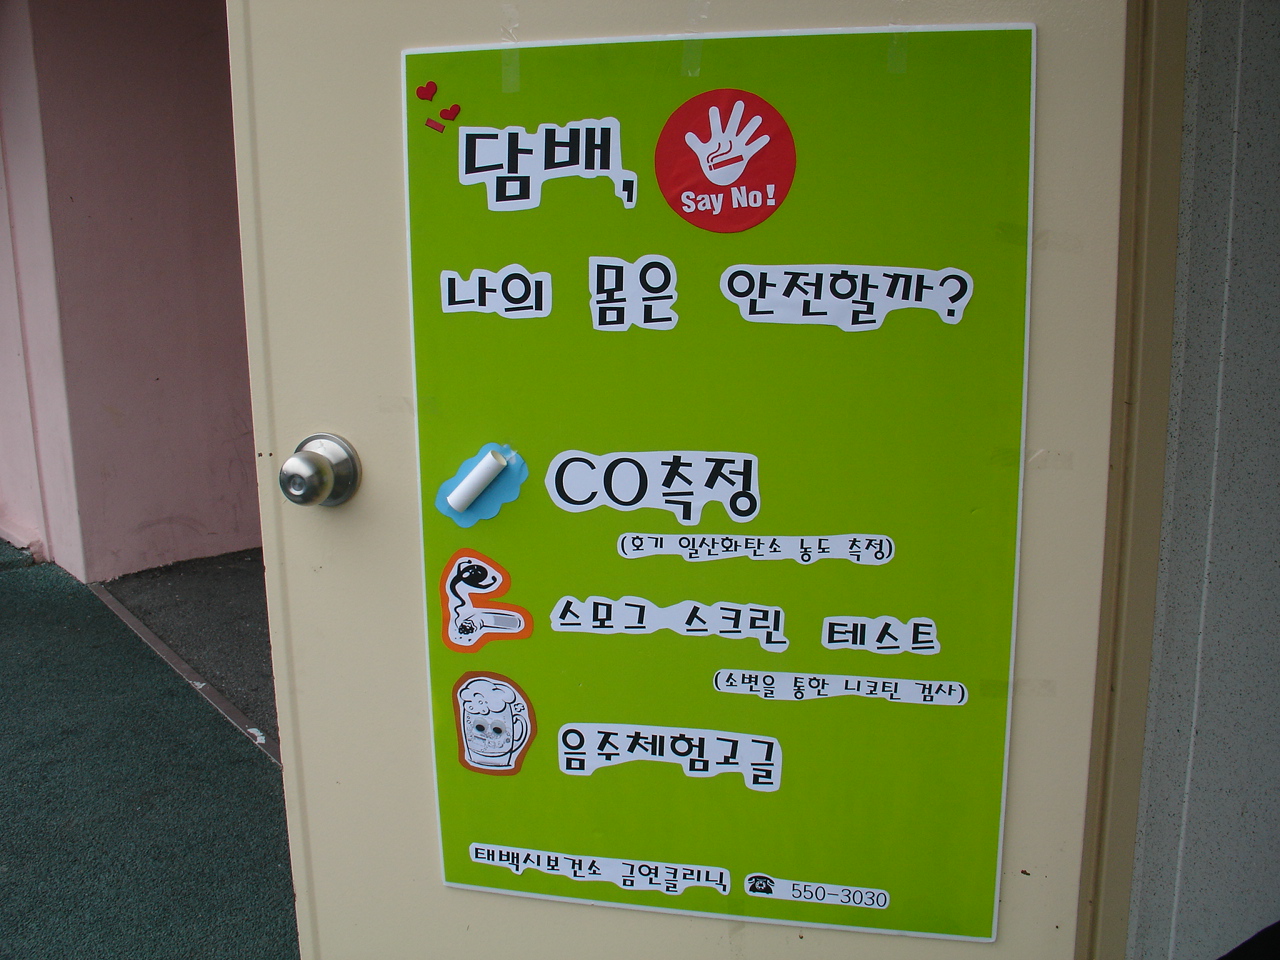 담배,
Say No!
나의 몸은 안전할까?
CO측정
(호기 일산화탄소 농도 측정)
스모그 스크린 테스트
(소변을 통한 니코틴 검사)
음주체험고글
태백시보건소 금연클리닉 ☎ 550-3030